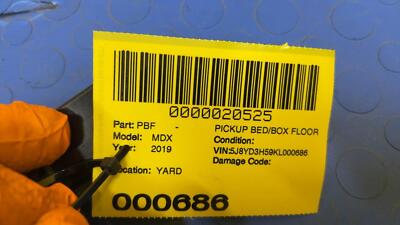 0000020525
Part: PBF - PICKUP BED/BOX FLOOR
Model: MDX Condition:
Year: 2019 VIN:5J8YD3H59KL000686
Damage Code:
Location: YARD
000686